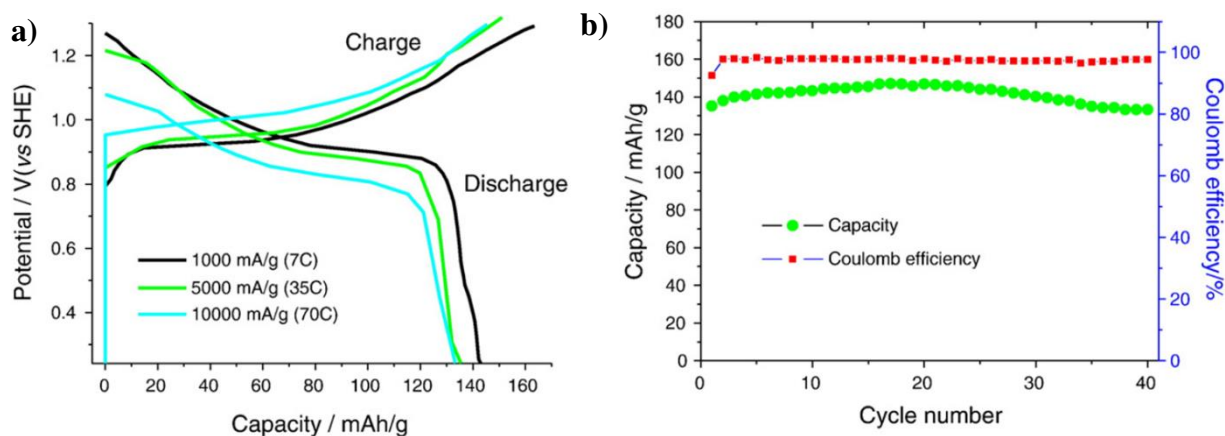 a)
Potential / V(vs SHE)
1.2
1.0
0.8
0.6
0.4
Charge
Discharge
1000 mA/g (7C)
5000 mA/g (35C)
10000 mA/g (70C)
0 20 40 60 80 100 120 140 160
Capacity / mAh/g
b)
Capacity / mAh/g
180
160
140
120
100
80
60
40
20
0
Capacity
Coulomb efficiency
0 10 20 30 40
Cycle number
100
80
60
40
20
0
Coulomb efficiency/%